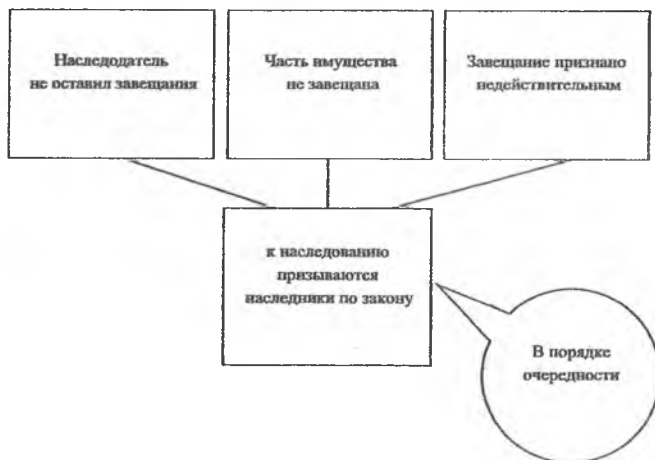 Наследодатель
не оставил завещания
Часть имущества
не завещана
Завещание признано
недействительным
к наследованию
призываются
наследники по закону
В порядке
очередности